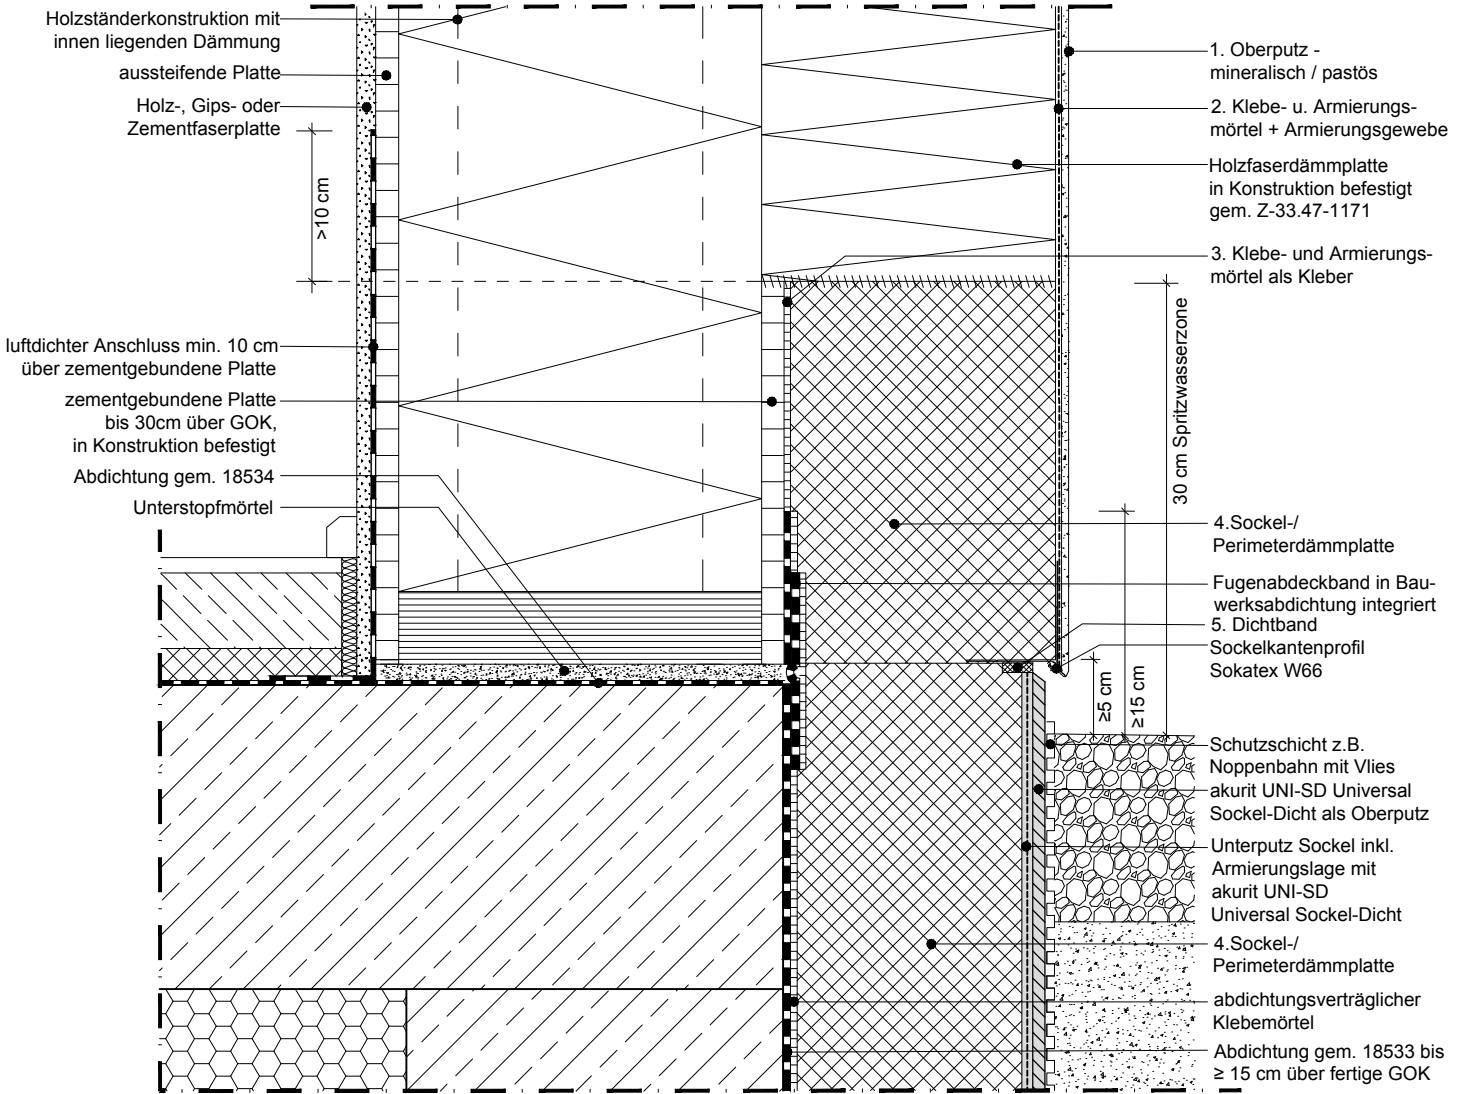 Holzständerkonstruktion mit
innen liegenden Dämmung
aussteifende Platte
Holz-, Gips- oder
Zementfaserplatte
>10 cm
luftdichter Anschluss min. 10 cm
über zementgebundene Platte
zementgebundene Platte
bis 30cm über GOK,
in Konstruktion befestigt
Abdichtung gem. 18534
Unterstopfmörtel
1. Oberputz -
mineralisch / pastös
2. Klebe- u. Armierungs-
mörtel + Armierungsgewebe
Holzfaserdämmplatte
in Konstruktion befestigt
gem. Z-33.47-1171
3. Klebe- und Armierungs-
mörtel als Kleber
30 cm Spritzwasserzone
4.Sockel-/
Perimeterdämmplatte
Fugenabdeckband in Bau-
werksabdichtung integriert
5. Dichtband
Sockelkantenprofil
Sokatex W66
≥5 cm
≥15 cm
Schutzschicht z.B.
Noppenbahn mit Vlies
akurit UNI-SD Universal
Sockel-Dicht als Oberputz
Unterputz Sockel inkl.
Armierungslage mit
akurit UNI-SD
Universal Sockel-Dicht
4.Sockel-/
Perimeterdämmplatte
abdichtungsverträglicher
Klebemörtel
Abdichtung gem. 18533 bis
≥ 15 cm über fertige GOK